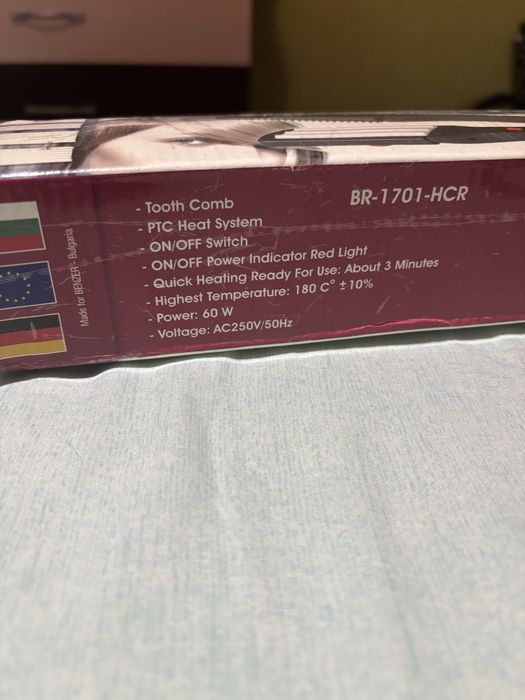 BR-1701-HCR
- Tooth Comb
- PTC Heat System
- ON/OFF Switch
- ON/OFF Power Indicator Red Light
- Quick Heating Ready For Use: About 3 Minutes
- Highest Temperature: 180 C° ±10%
- Power: 60 W
- Voltage: AC250V/50Hz
Made for BENZER - Bulgaria